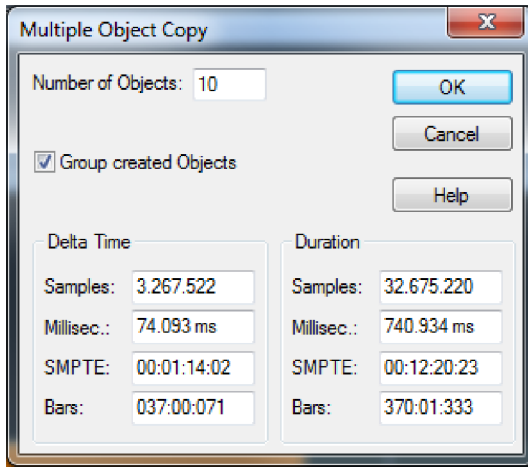 Multiple Object Copy
Number of Objects: 10
OK
Cancel
Group created Objects
Help
Delta Time
Samples: 3.267.522
Millisec.: 74.093 ms
SMPTE: 00:01:14:02
Bars: 037:00:071
Duration
Samples: 32.675.220
Millisec.: 740.934 ms
SMPTE: 00:12:20:23
Bars: 370:01:333